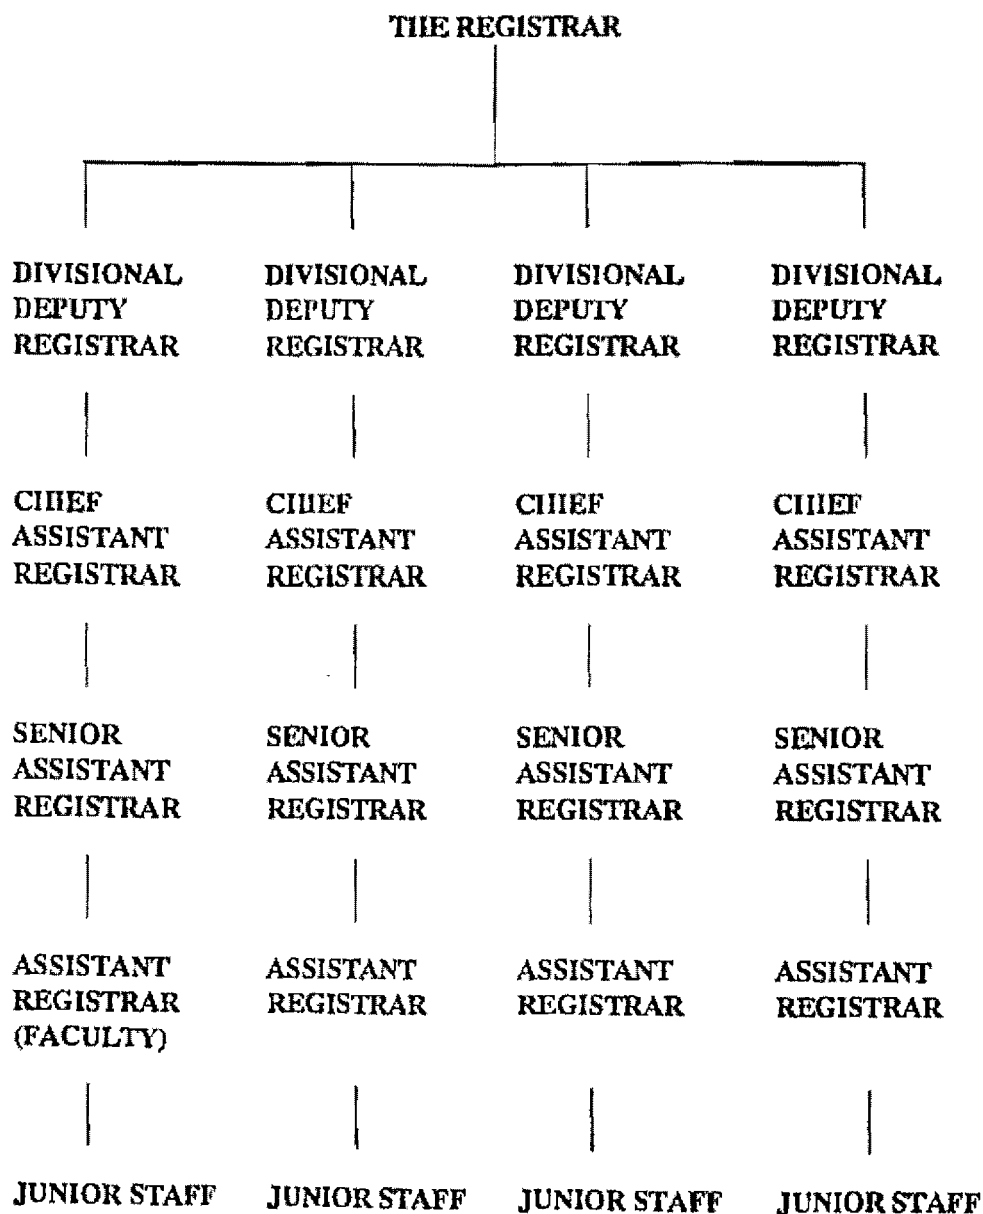 THE REGISTRAR
DIVISIONAL DEPUTY REGISTRAR
DIVISIONAL DEPUTY REGISTRAR
DIVISIONAL DEPUTY REGISTRAR
DIVISIONAL DEPUTY REGISTRAR
CHIEF ASSISTANT REGISTRAR
CHIEF ASSISTANT REGISTRAR
CHIEF ASSISTANT REGISTRAR
CHIEF ASSISTANT REGISTRAR
SENIOR ASSISTANT REGISTRAR
SENIOR ASSISTANT REGISTRAR
SENIOR ASSISTANT REGISTRAR
SENIOR ASSISTANT REGISTRAR
ASSISTANT REGISTRAR (FACULTY)
ASSISTANT REGISTRAR
ASSISTANT REGISTRAR
ASSISTANT REGISTRAR
JUNIOR STAFF
JUNIOR STAFF
JUNIOR STAFF
JUNIOR STAFF